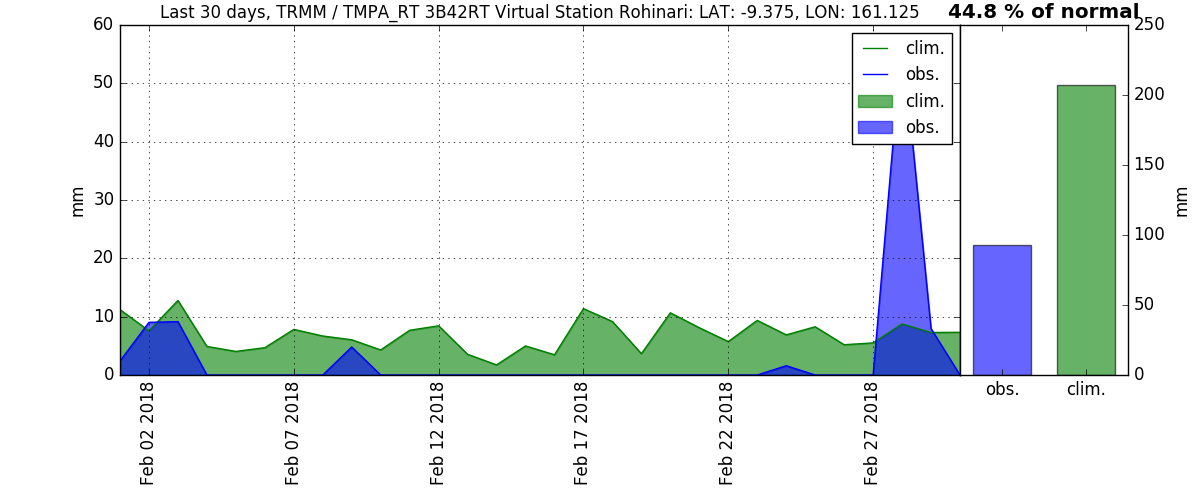 Last 30 days, TRMM / TMPA_RT 3B42RT Virtual Station Rohinari: LAT: -9.375, LON: 161.125
44.8 % of normal
60
50
40
30
20
10
0
mm
clim.
obs.
clim.
obs.
Feb 02 2018
Feb 07 2018
Feb 12 2018
Feb 17 2018
Feb 22 2018
Feb 27 2018
250
200
150
100
50
0
mm
obs.
clim.